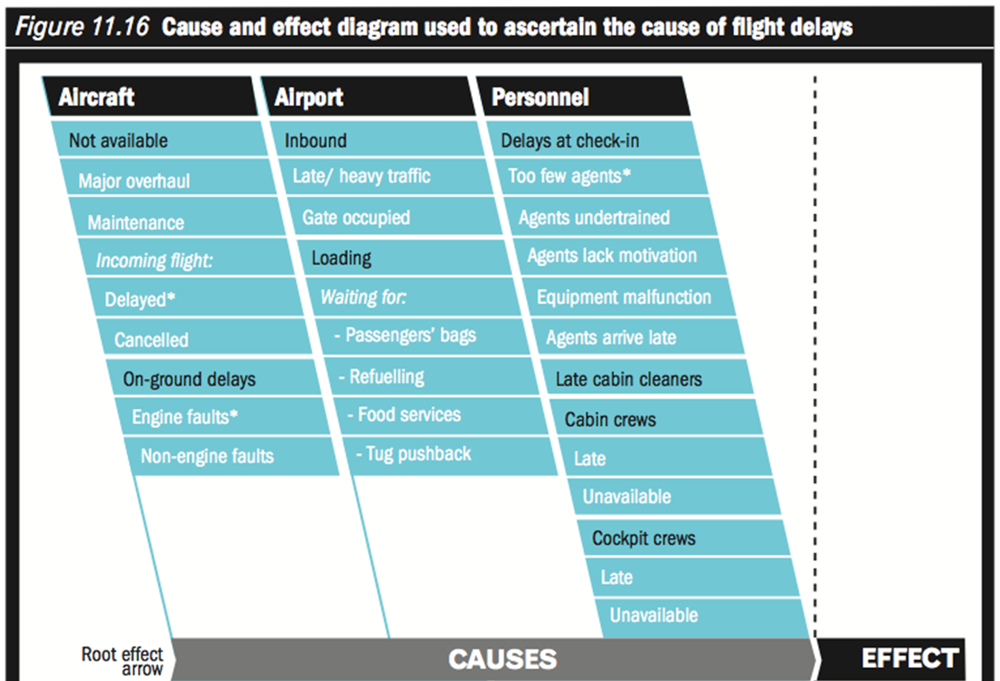 Figure 11.16 Cause and effect diagram used to ascertain the cause of flight delays
Aircraft
Not available
Major overhaul
Maintenance
Incoming flight:
Delayed*
Cancelled
On-ground delays
Engine faults*
Non-engine faults
Airport
Inbound
Late/ heavy traffic
Gate occupied
Loading
Waiting for:
- Passengers' bags
- Refuelling
- Food services
- Tug pushback
Personnel
Delays at check-in
Too few agents*
Agents undertrained
Agents lack motivation
Equipment malfunction
Agents arrive late
Late cabin cleaners
Cabin crews
Late
Unavailable
Cockpit crews
Late
Unavailable
Root effect
arrow
CAUSES
EFFECT